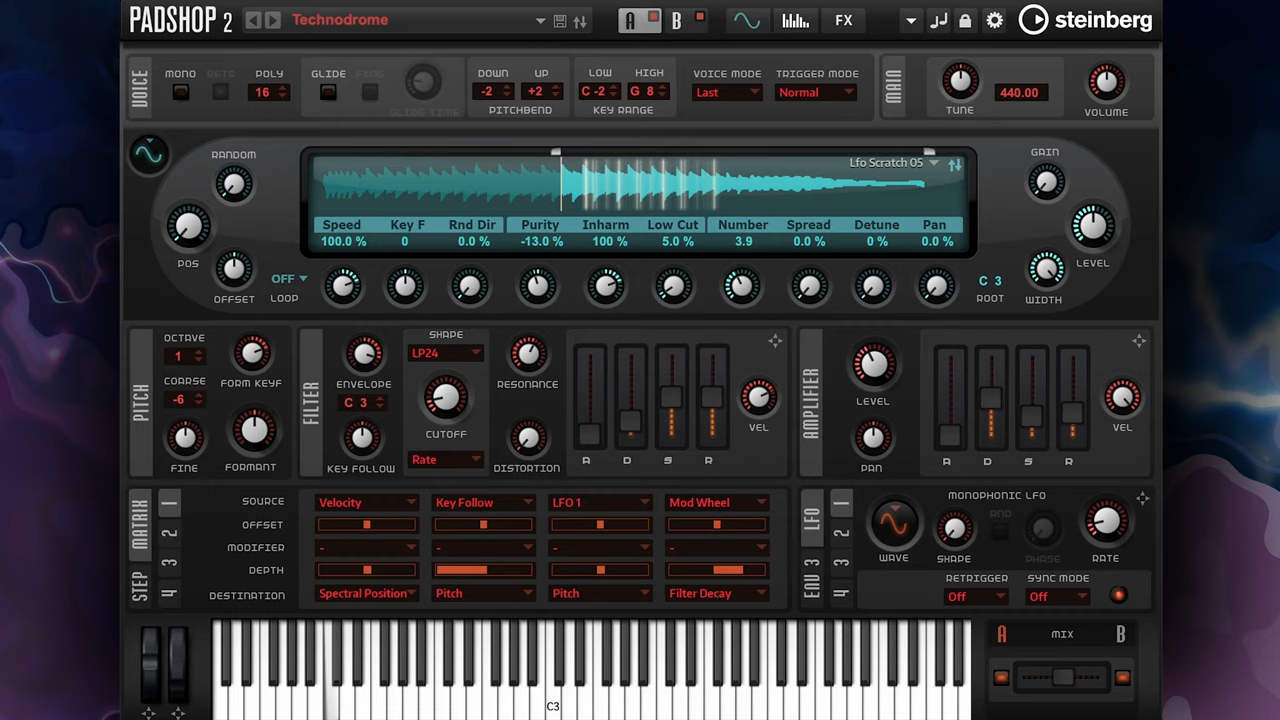 PADSHOP 2
Technodrome
A
B
FX
steinberg
VOICE
MONO
RETG
POLY
16
GLIDE
FING
GLIDE TIME
DOWN
UP
-2
+2
PITCHBEND
LOW
HIGH
C -2
G 8
KEY RANGE
VOICE MODE
Last
TRIGGER MODE
Normal
MAIN
TUNE
440.00
VOLUME
RANDOM
POS
OFFSET
OFF
LOOP
Lfo Scratch 05
Speed Key F Rnd Dir Purity Inharm Low Cut Number Spread Detune Pan
100.0 % 0 0.0 % -13.0 % 100 % 5.0 % 3.9 0.0 % 0 % 0.0 %
C 3
ROOT
GAIN
LEVEL
WIDTH
PITCH
OCTAVE
1
COARSE
-6
FINE
FORM KEYF
FORMANT
FILTER
ENVELOPE
C 3
KEY FOLLOW
SHAPE
LP24
CUTOFF
Rate
RESONANCE
DISTORTION
A D S R
VEL
AMPLIFIER
LEVEL
PAN
A D S R
VEL
MATRIX
STEP
1
2
3
4
SOURCE Velocity Key Follow LFO 1 Mod Wheel
OFFSET
MODIFIER - - - -
DEPTH
DESTINATION Spectral Position Pitch Pitch Filter Decay
LFO
ENV 3
1
2
3
4
MONOPHONIC LFO
WAVE
SHAPE
RND
PHASE
RATE
RETRIGGER
Off
SYNC MODE
Off
C3
A MIX B